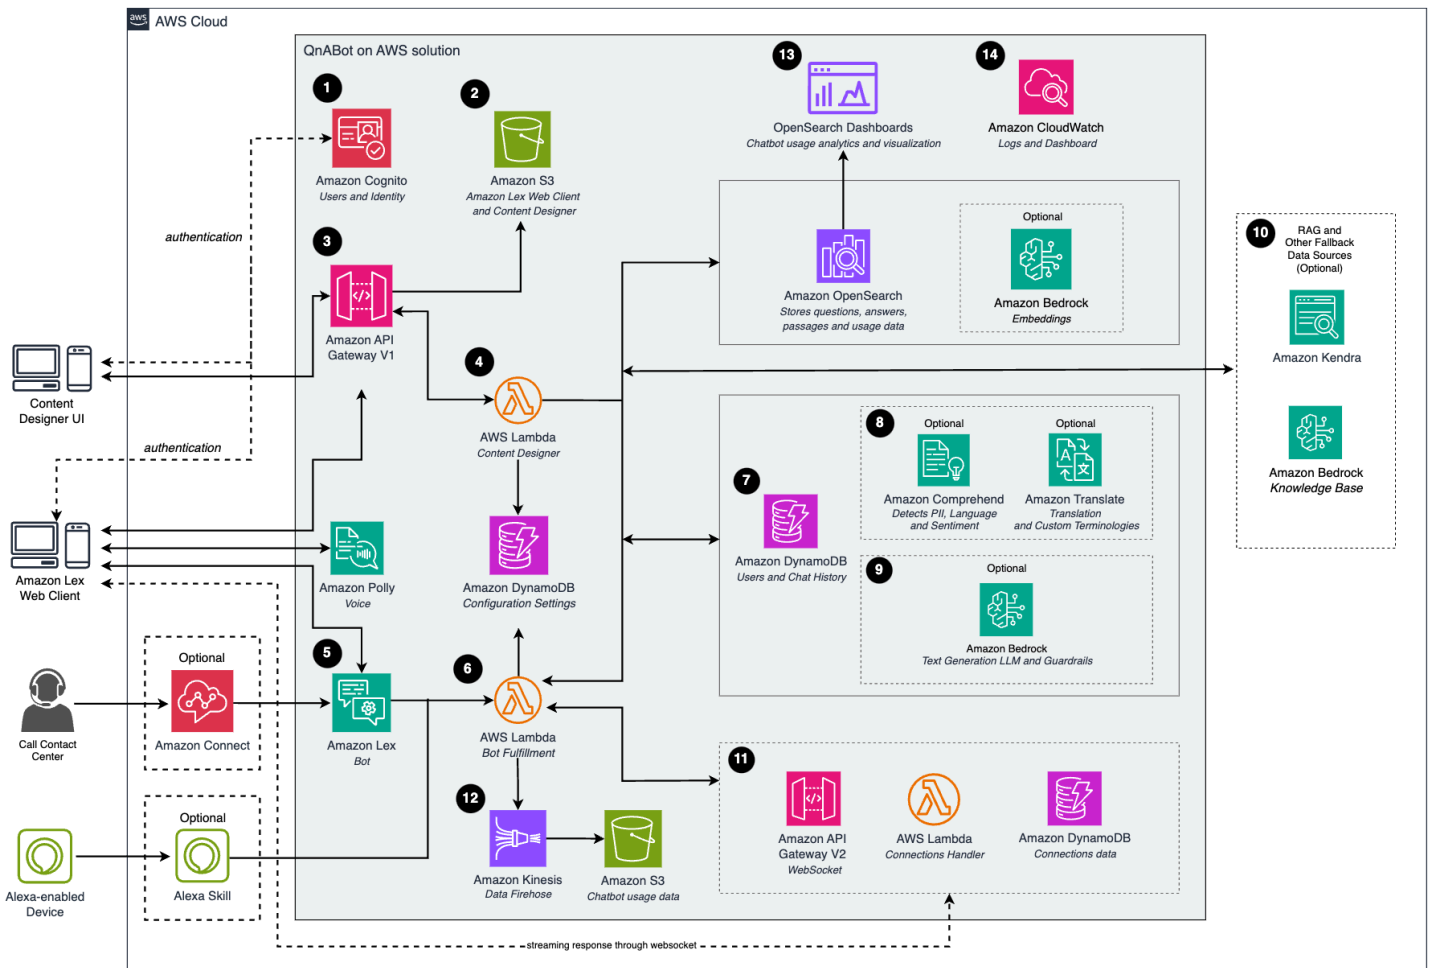 aws
AWS Cloud
QnABot on AWS solution
1
Amazon Cognito
Users and Identity
2
Amazon S3
Amazon Lex Web Client
and Content Designer
13
OpenSearch Dashboards
Chatbot usage analytics and visualization
14
Amazon CloudWatch
Logs and Dashboard
authentication
3
Amazon API
Gateway V1
Amazon OpenSearch
Stores questions, answers,
passages and usage data
Optional
Amazon Bedrock
Embeddings
10
RAG and
Other Fallback
Data Sources
(Optional)
Amazon Kendra
Amazon Bedrock
Knowledge Base
Content
Designer UI
4
AWS Lambda
Content Designer
authentication
8
Optional
Amazon Comprehend
Detects PII, Language
and Sentiment
Optional
Amazon Translate
Translation
and Custom Terminologies
7
Amazon DynamoDB
Users and Chat History
9
Optional
Amazon Bedrock
Text Generation LLM and Guardrails
Amazon Lex
Web Client
Amazon Polly
Voice
Amazon DynamoDB
Configuration Settings
Call Contact
Center
Optional
Amazon Connect
5
Amazon Lex
Bot
6
AWS Lambda
Bot Fulfillment
11
Amazon API
Gateway V2
WebSocket
AWS Lambda
Connections Handler
Amazon DynamoDB
Connections data
12
Amazon Kinesis
Data Firehose
Amazon S3
Chatbot usage data
Alexa-enabled
Device
Optional
Alexa Skill
streaming response through websocket